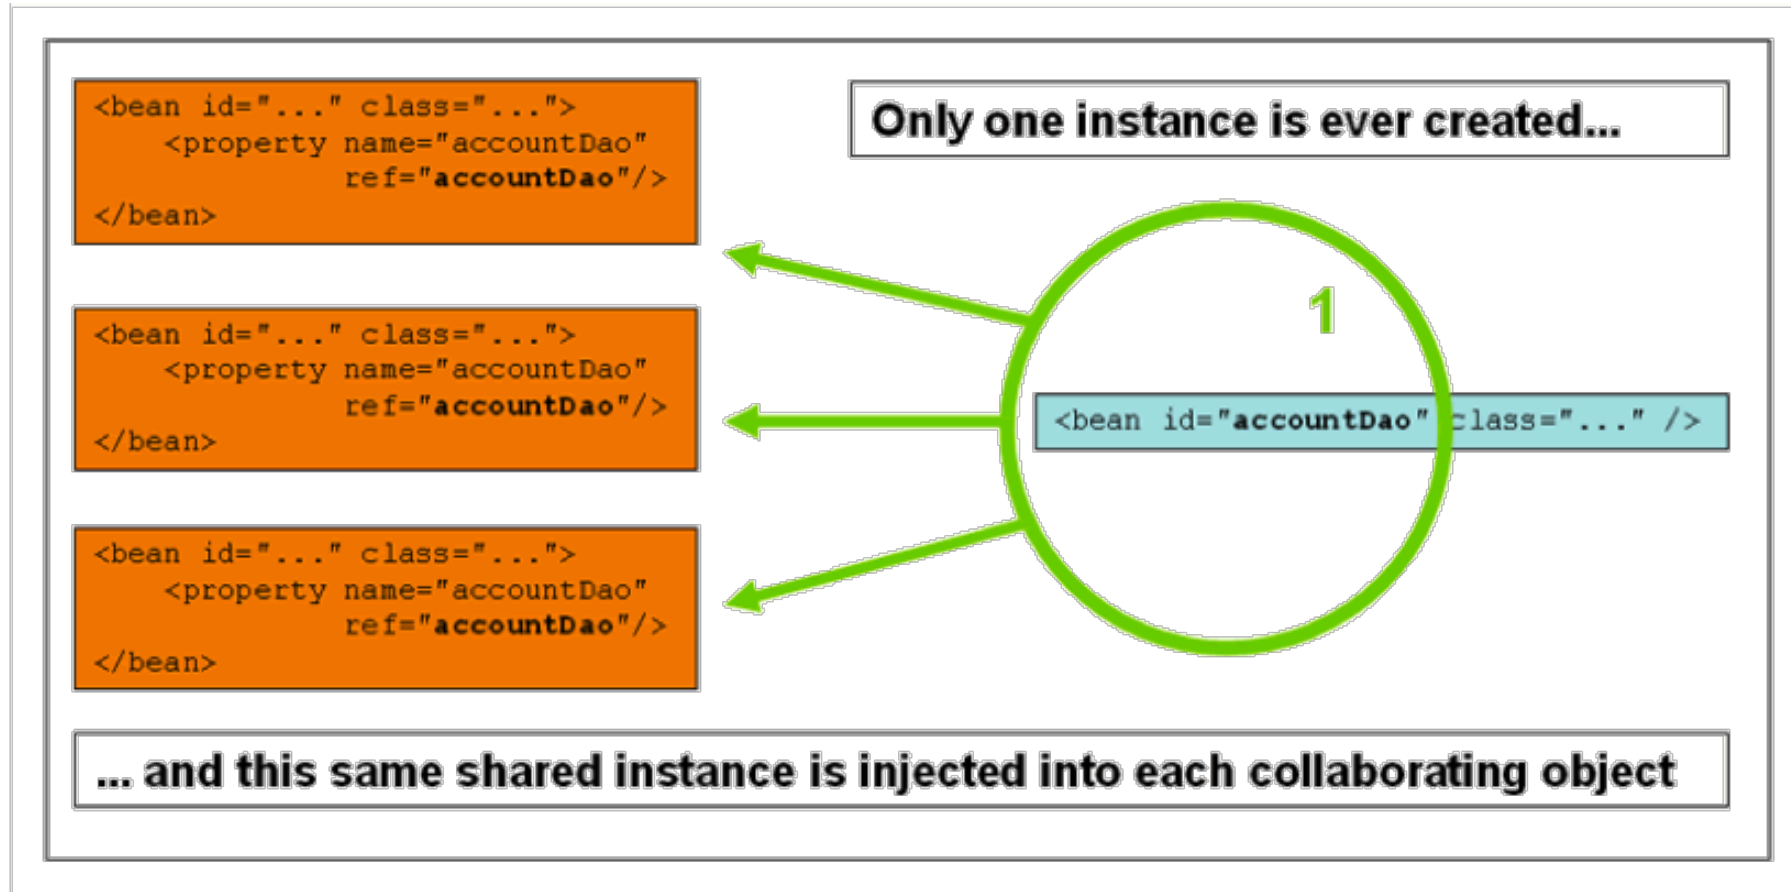 <bean id="..." class="...">
<property name="accountDao"
ref="accountDao"/>
</bean>
Only one instance is ever created...
1
<bean id="..." class="...">
<property name="accountDao"
ref="accountDao"/>
</bean>
<bean id="accountDao" class="..." />
<bean id="..." class="...">
<property name="accountDao"
ref="accountDao"/>
</bean>
... and this same shared instance is injected into each collaborating object